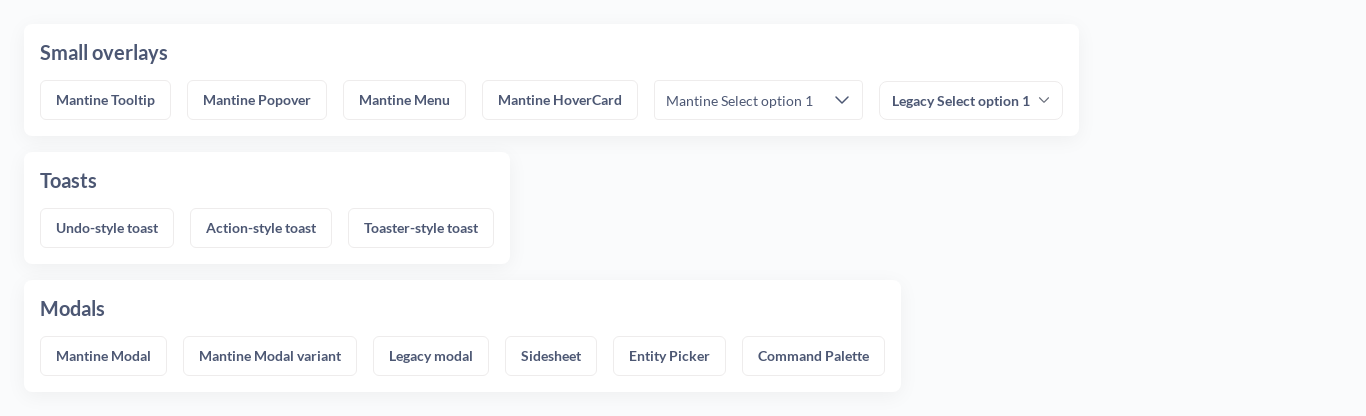 Small overlays
Mantine Tooltip Mantine Popover Mantine Menu Mantine HoverCard Mantine Select option 1 Legacy Select option 1
Toasts
Undo-style toast Action-style toast Toaster-style toast
Modals
Mantine Modal Mantine Modal variant Legacy modal Sidesheet Entity Picker Command Palette